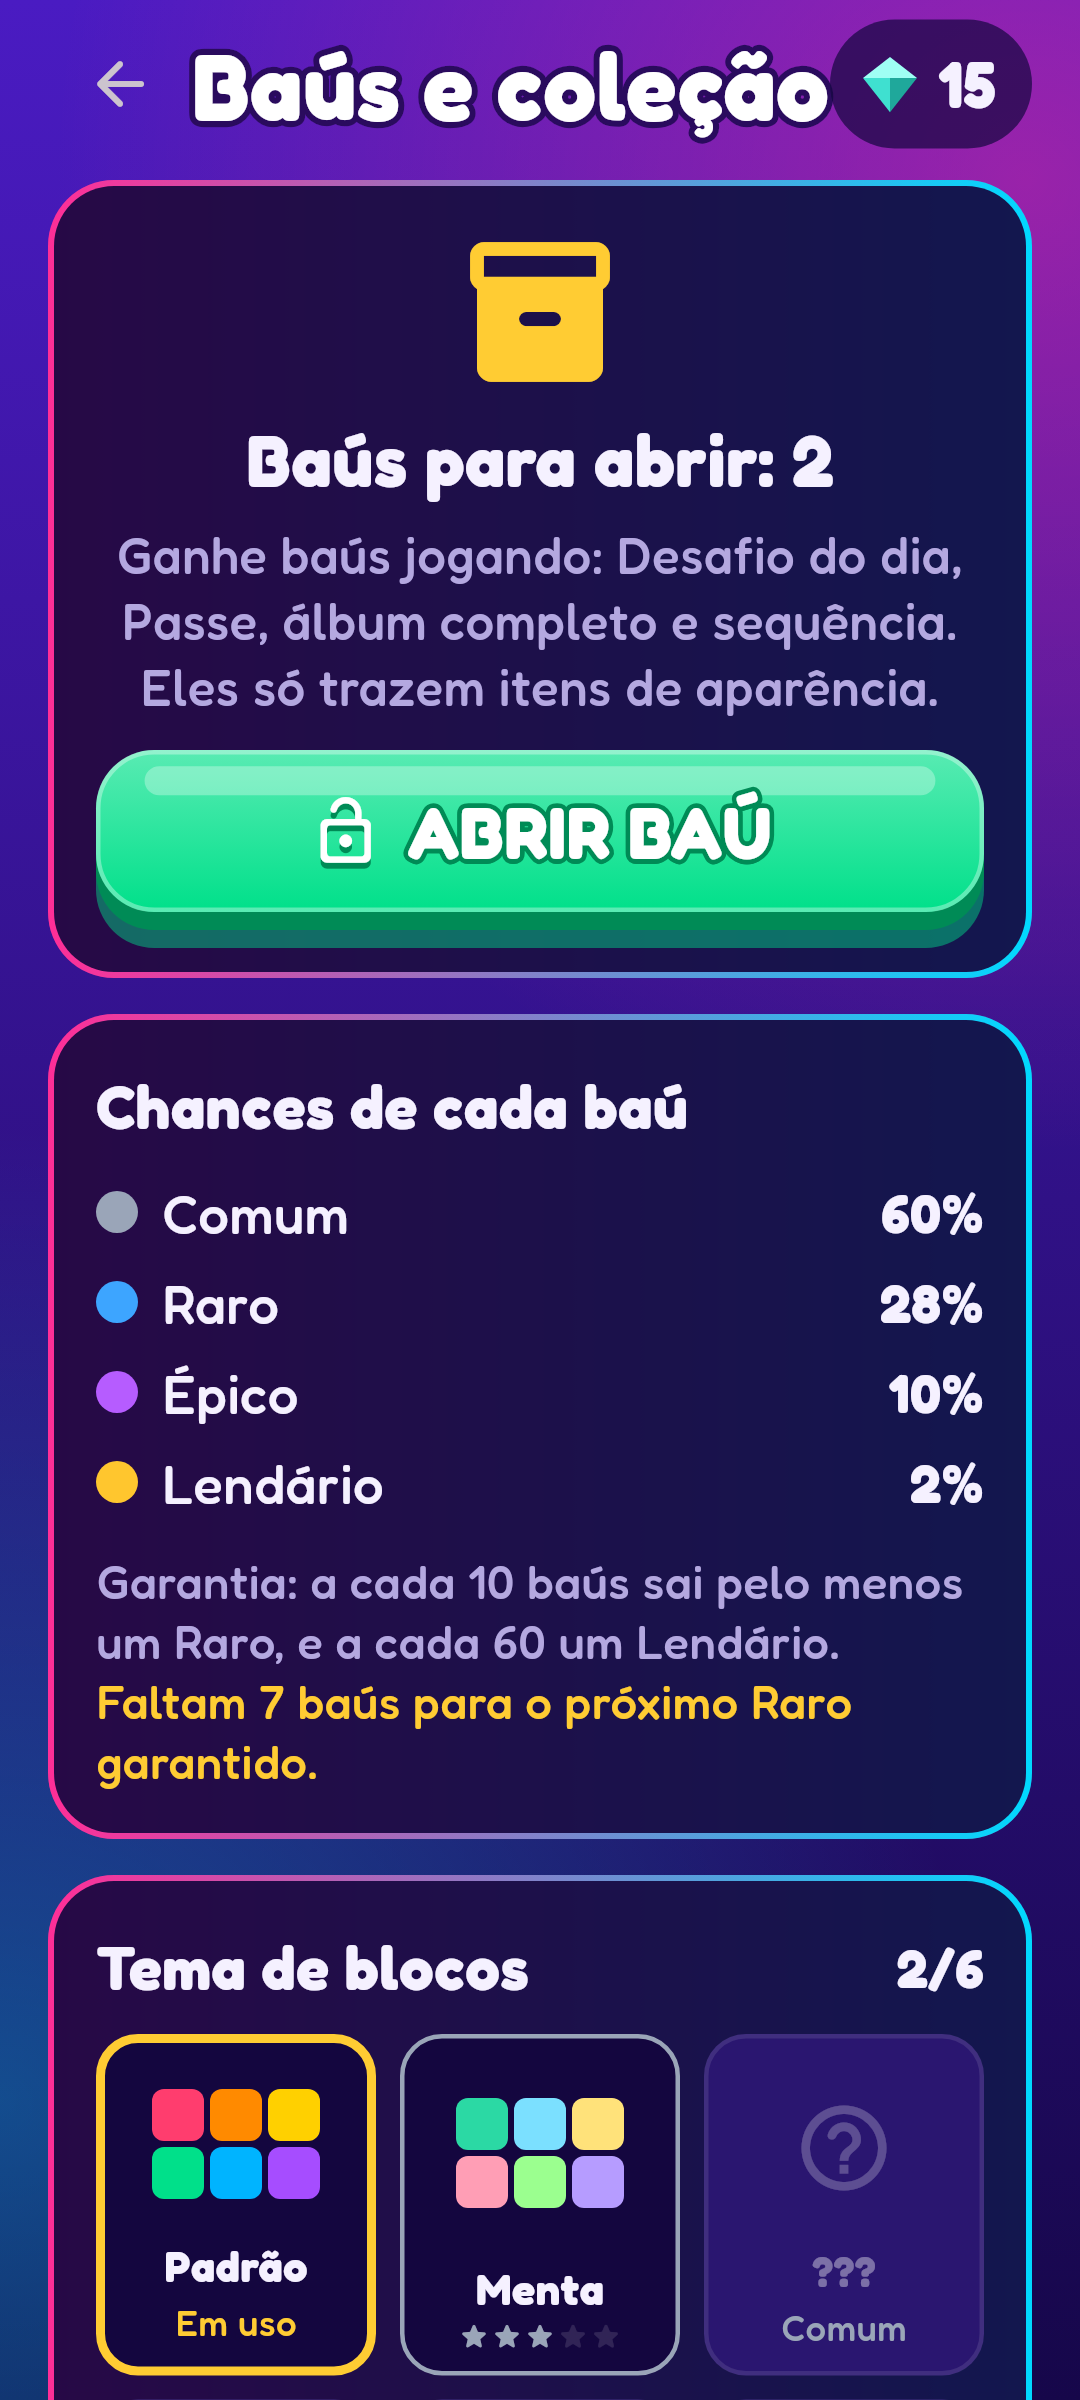 Baús e coleção
15
Baús para abrir: 2
Ganhe baús jogando: Desafio do dia,
Passe, álbum completo e sequência.
Eles só trazem itens de aparência.
ABRIR BAÚ
Chances de cada baú
Comum 60%
Raro 28%
Épico 10%
Lendário 2%
Garantia: a cada 10 baús sai pelo menos
um Raro, e a cada 60 um Lendário.
Faltam 7 baús para o próximo Raro
garantido.
Tema de blocos 2/6
Padrão
Em uso
Menta
???
Comum